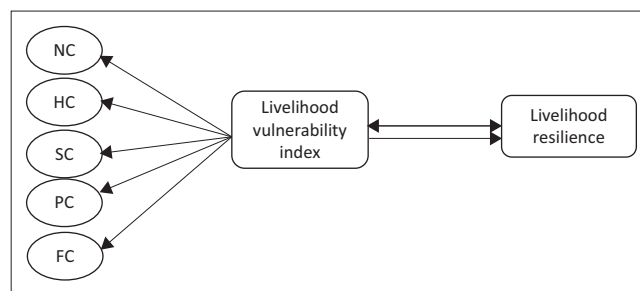 NC
HC
SC
PC
FC
Livelihood
vulnerability
index
Livelihood
resilience